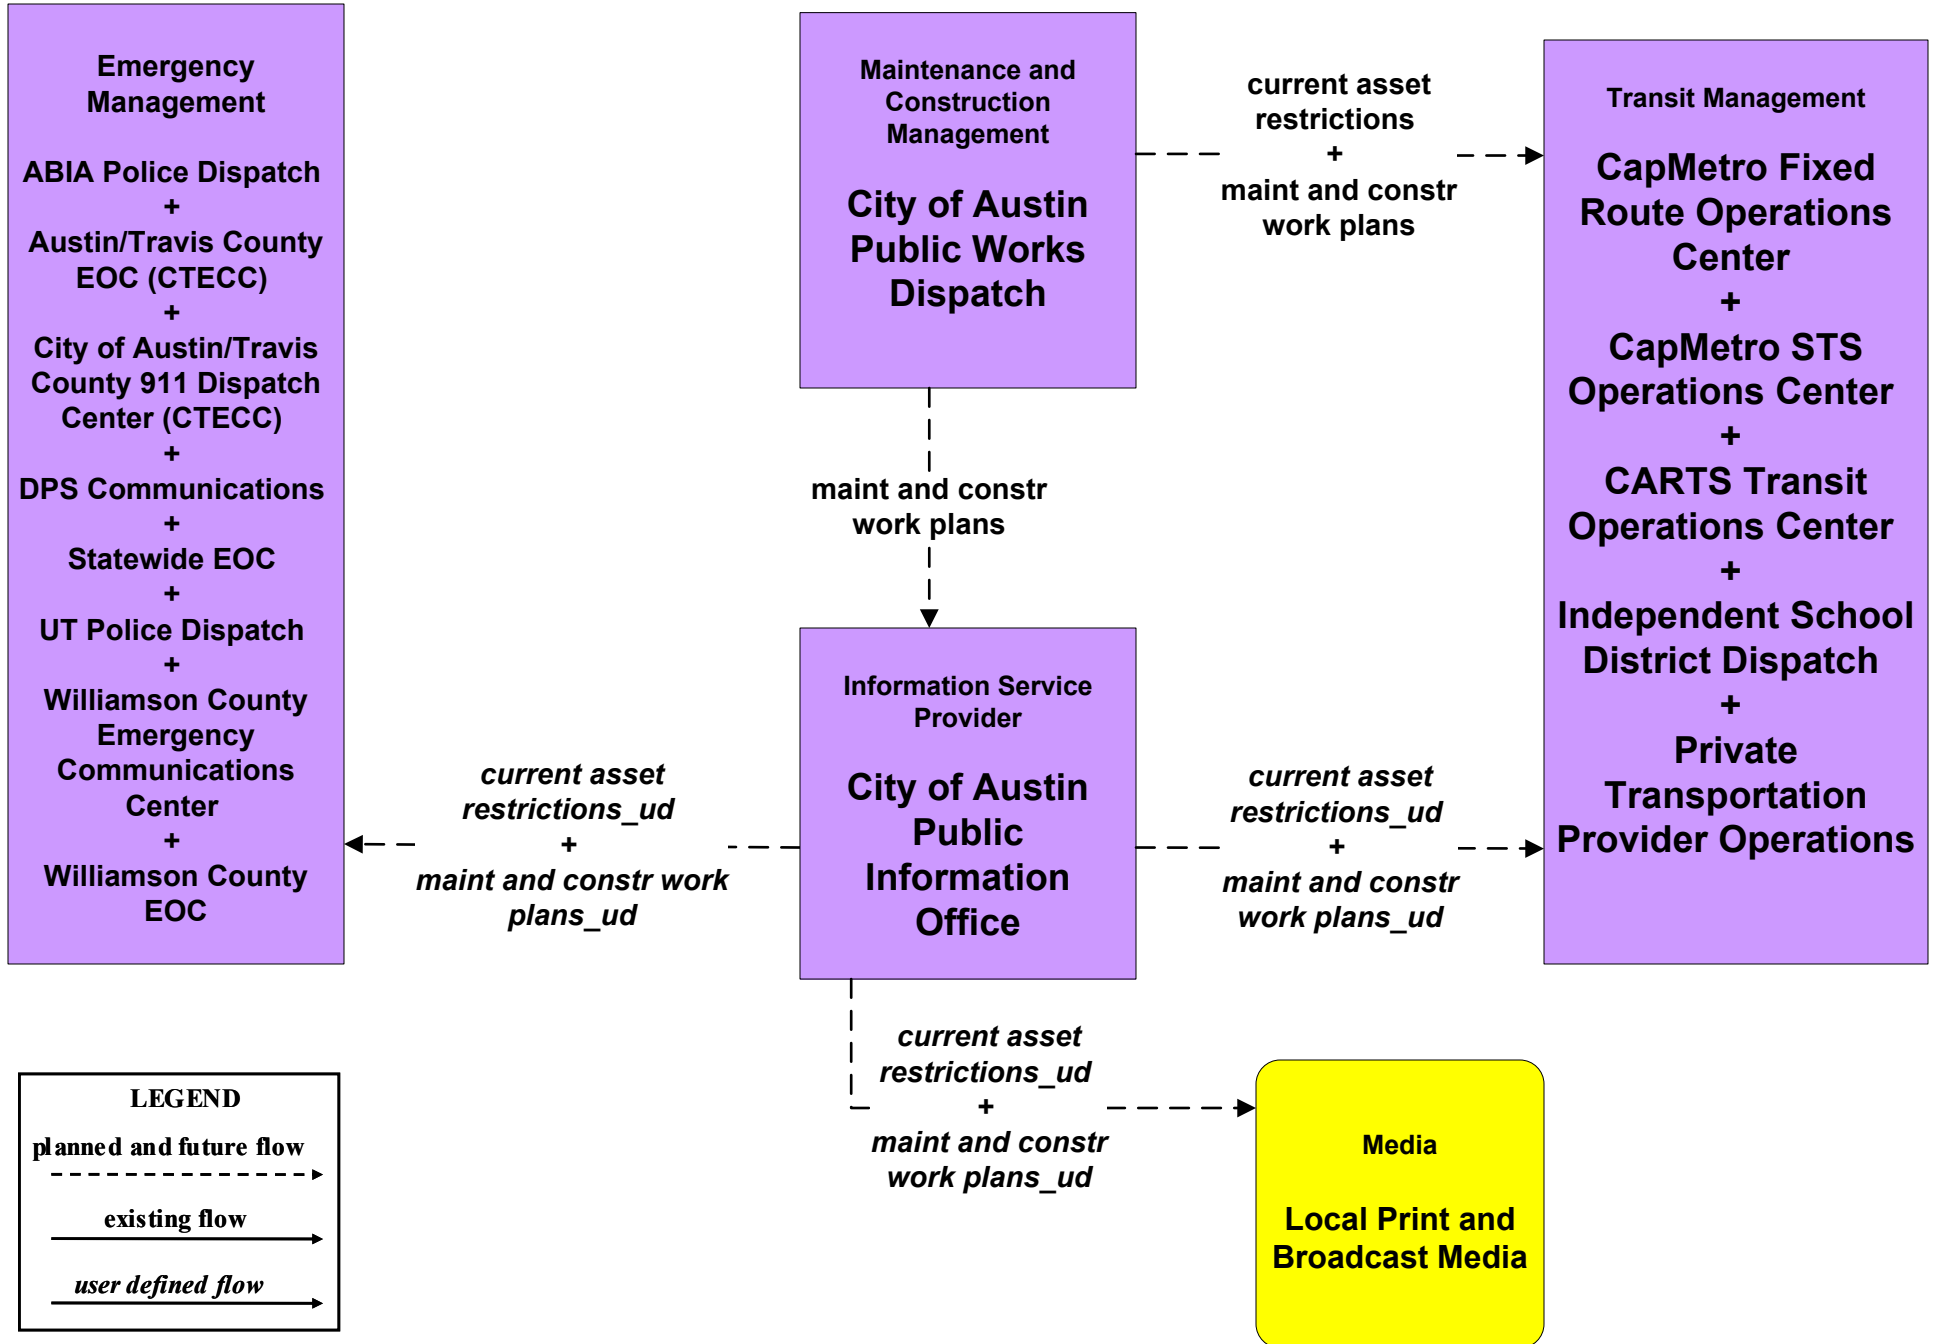 Emergency
Management
ABIA Police Dispatch
+
Austin/Travis County
EOC (CTECC)
+
City of Austin/Travis
County 911 Dispatch
Center (CTECC)
+
DPS Communications
+
Statewide EOC
+
UT Police Dispatch
+
Williamson County
Emergency
Communications
Center
+
Williamson County
EOC
Maintenance and
Construction
Management
City of Austin
Public Works
Dispatch
current asset
restrictions
+
maint and constr
work plans
Transit Management
CapMetro Fixed
Route Operations
Center
+
CapMetro STS
Operations Center
+
CARTS Transit
Operations Center
+
Independent School
District Dispatch
+
Private
Transportation
Provider Operations
maint and constr
work plans
Information Service
Provider
City of Austin
Public
Information
Office
current asset
restrictions_ud
+
maint and constr work
plans_ud
current asset
restrictions_ud
+
maint and constr
work plans_ud
current asset
restrictions_ud
+
maint and constr
work plans_ud
Media
Local Print and
Broadcast Media
LEGEND
planned and future flow
existing flow
user defined flow